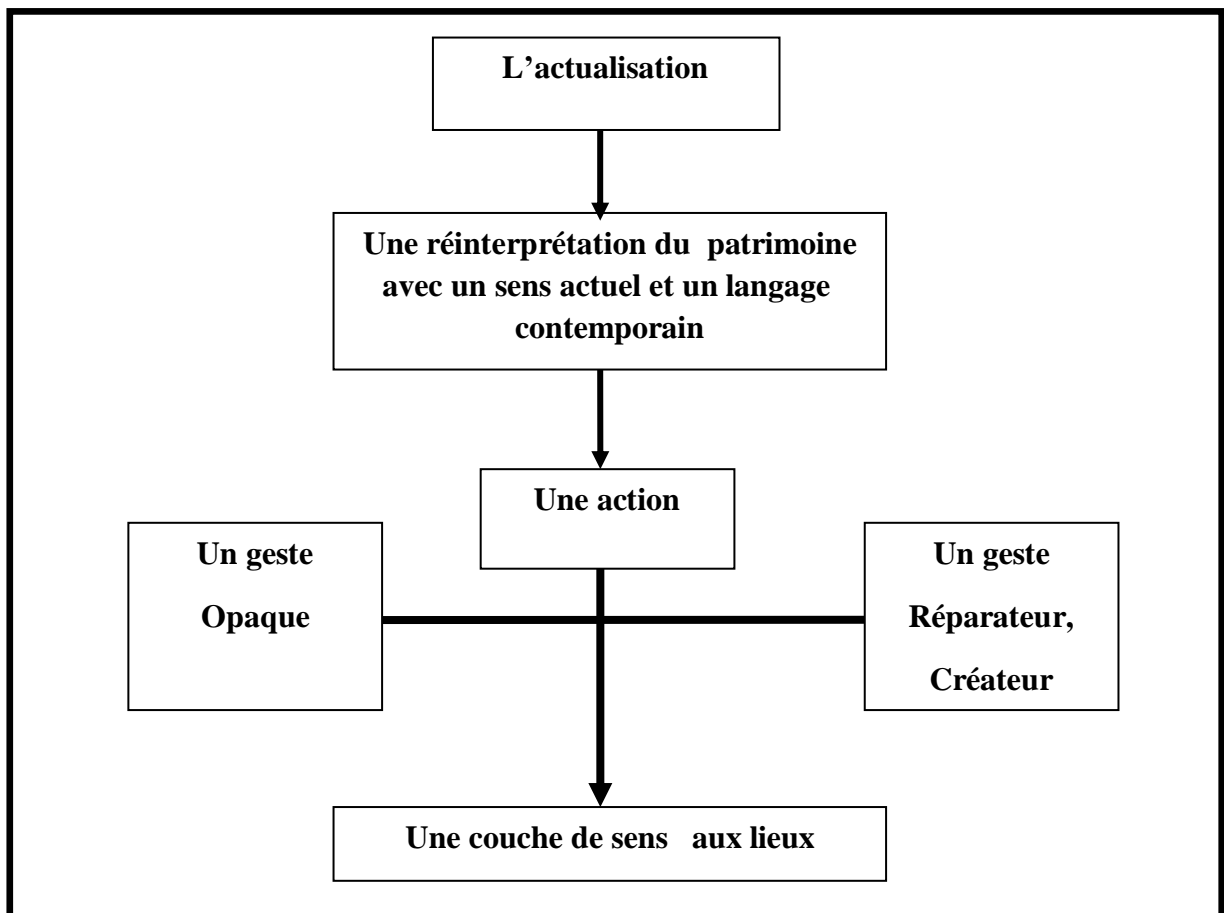 L’actualisation
Une réinterprétation du patrimoine
avec un sens actuel et un langage
contemporain
Une action
Un geste
Opaque
Un geste
Réparateur,
Créateur
Une couche de sens aux lieux